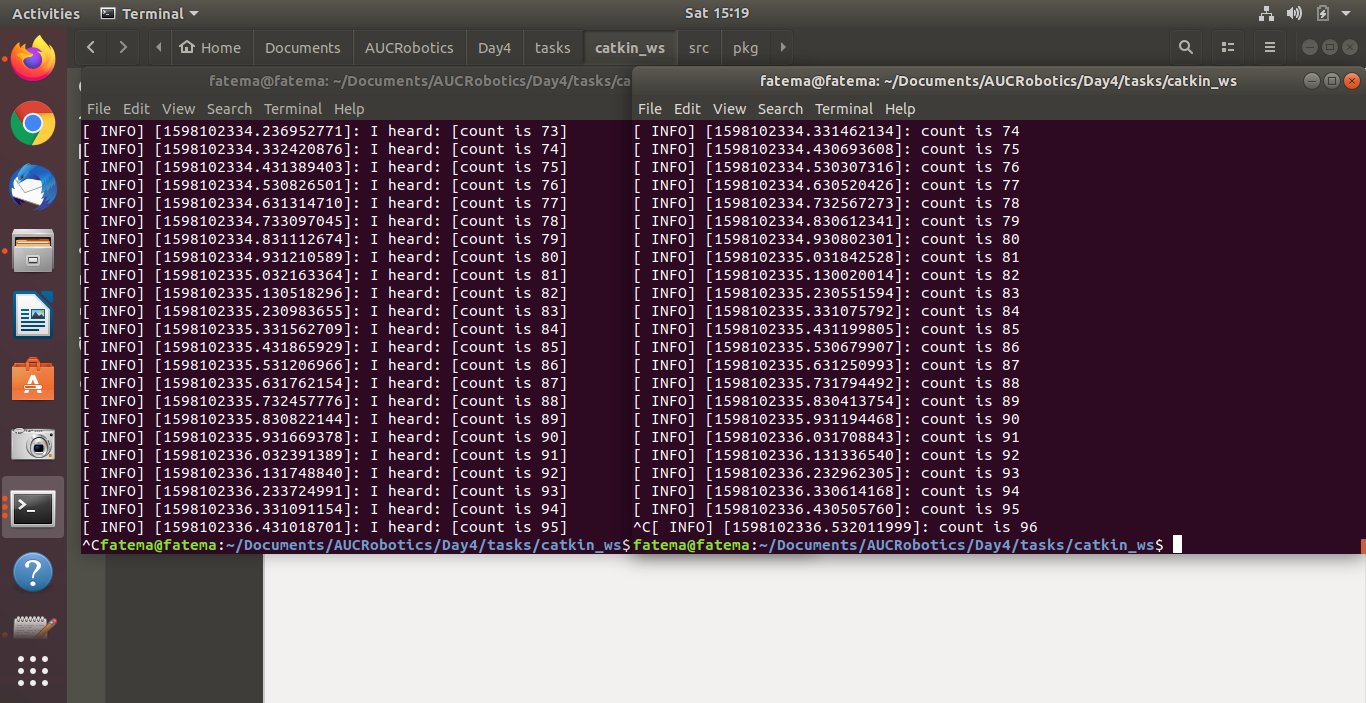 Activities Terminal Sat 15:19
Home Documents AUCRobotics Day4 tasks catkin_ws src pkg
fatema@fatema: ~/Documents/AUCRobotics/Day4/tasks/ca
File Edit View Search Terminal Help
[ INFO] [1598102334.236952771]: I heard: [count is 73]
[ INFO] [1598102334.332420876]: I heard: [count is 74]
[ INFO] [1598102334.431389403]: I heard: [count is 75]
[ INFO] [1598102334.530826501]: I heard: [count is 76]
[ INFO] [1598102334.631314710]: I heard: [count is 77]
[ INFO] [1598102334.733097045]: I heard: [count is 78]
[ INFO] [1598102334.831112674]: I heard: [count is 79]
[ INFO] [1598102334.931210589]: I heard: [count is 80]
[ INFO] [1598102335.032163364]: I heard: [count is 81]
[ INFO] [1598102335.130518296]: I heard: [count is 82]
[ INFO] [1598102335.230983655]: I heard: [count is 83]
[ INFO] [1598102335.331562709]: I heard: [count is 84]
[ INFO] [1598102335.431865929]: I heard: [count is 85]
[ INFO] [1598102335.531206966]: I heard: [count is 86]
[ INFO] [1598102335.631762154]: I heard: [count is 87]
[ INFO] [1598102335.732457776]: I heard: [count is 88]
[ INFO] [1598102335.830822144]: I heard: [count is 89]
[ INFO] [1598102335.931669378]: I heard: [count is 90]
[ INFO] [1598102336.032391389]: I heard: [count is 91]
[ INFO] [1598102336.131748840]: I heard: [count is 92]
[ INFO] [1598102336.233724991]: I heard: [count is 93]
[ INFO] [1598102336.331091154]: I heard: [count is 94]
[ INFO] [1598102336.431018701]: I heard: [count is 95]
^Cfatema@fatema:~/Documents/AUCRobotics/Day4/tasks/catkin_ws$
fatema@fatema: ~/Documents/AUCRobotics/Day4/tasks/catkin_ws
File Edit View Search Terminal Help
[ INFO] [1598102334.331462134]: count is 74
[ INFO] [1598102334.430693608]: count is 75
[ INFO] [1598102334.530307316]: count is 76
[ INFO] [1598102334.630520426]: count is 77
[ INFO] [1598102334.732567273]: count is 78
[ INFO] [1598102334.830612341]: count is 79
[ INFO] [1598102334.930802301]: count is 80
[ INFO] [1598102335.031842528]: count is 81
[ INFO] [1598102335.130020014]: count is 82
[ INFO] [1598102335.230551594]: count is 83
[ INFO] [1598102335.331075792]: count is 84
[ INFO] [1598102335.431199805]: count is 85
[ INFO] [1598102335.530679907]: count is 86
[ INFO] [1598102335.631250993]: count is 87
[ INFO] [1598102335.731794492]: count is 88
[ INFO] [1598102335.830413754]: count is 89
[ INFO] [1598102335.931194468]: count is 90
[ INFO] [1598102336.031708843]: count is 91
[ INFO] [1598102336.131336540]: count is 92
[ INFO] [1598102336.232962305]: count is 93
[ INFO] [1598102336.330614168]: count is 94
[ INFO] [1598102336.430505760]: count is 95
^C[ INFO] [1598102336.532011999]: count is 96
fatema@fatema:~/Documents/AUCRobotics/Day4/tasks/catkin_ws$